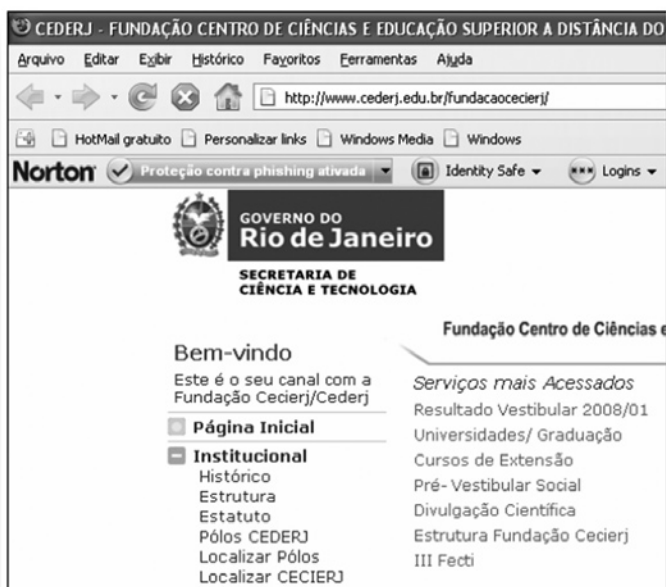 CEDERJ - FUNDAÇÃO CENTRO DE CIÊNCIAS E EDUCAÇÃO SUPERIOR A DISTÂNCIA DO
Arquivo Editar Exibir Histórico Favoritos Ferramentas Ajuda
http://www.cederj.edu.br/fundacaocecierj/
HotMail gratuito Personalizar links Windows Media Windows
Norton Proteção contra phishing ativada Identity Safe Logins
GOVERNO DO
Rio de Janeiro
SECRETARIA DE
CIÊNCIA E TECNOLOGIA
Fundação Centro de Ciências e
Bem-vindo
Este é o seu canal com a
Fundação Cecierj/Cederj
Página Inicial
Institucional
Histórico
Estrutura
Estatuto
Pólos CEDERJ
Localizar Pólos
Localizar CECIERJ
Serviços mais Acessados
Resultado Vestibular 2008/01
Universidades/ Graduação
Cursos de Extensão
Pré- Vestibular Social
Divulgação Científica
Estrutura Fundação Cecierj
III Fecti